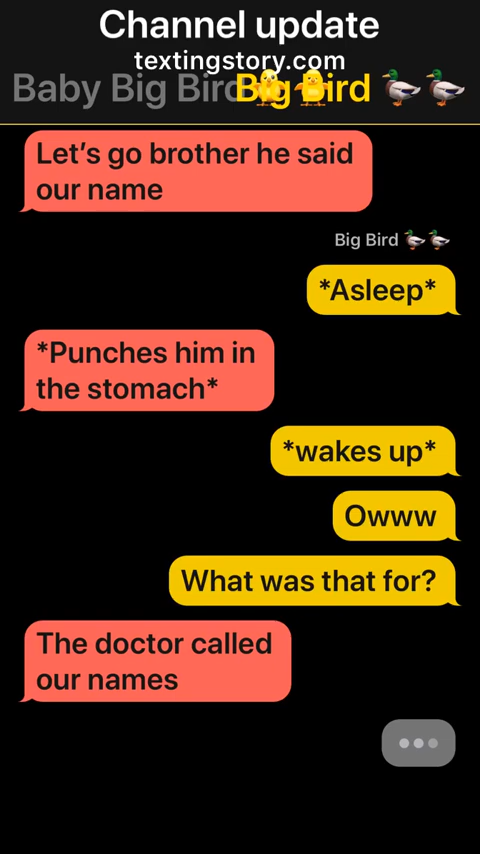 Channel update
textingstory.com
Baby Big Bird Big Bird
Let’s go brother he said
our name
Big Bird
*Asleep*
*Punches him in
the stomach*
*wakes up*
Owww
What was that for?
The doctor called
our names